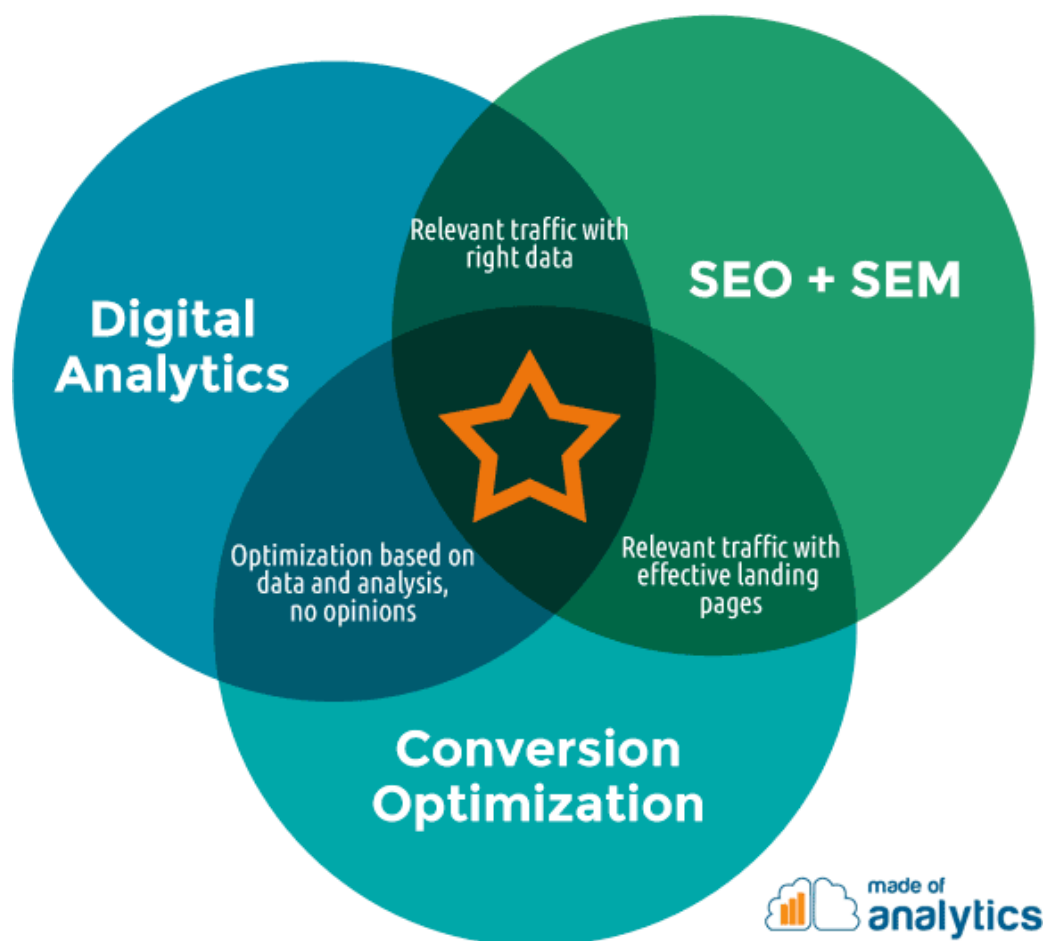 Relevant traffic with
right data
SEO + SEM
Digital
Analytics
Optimization based on
data and analysis,
no opinions
Relevant traffic with
effective landing
pages
Conversion
Optimization
made of
analytics